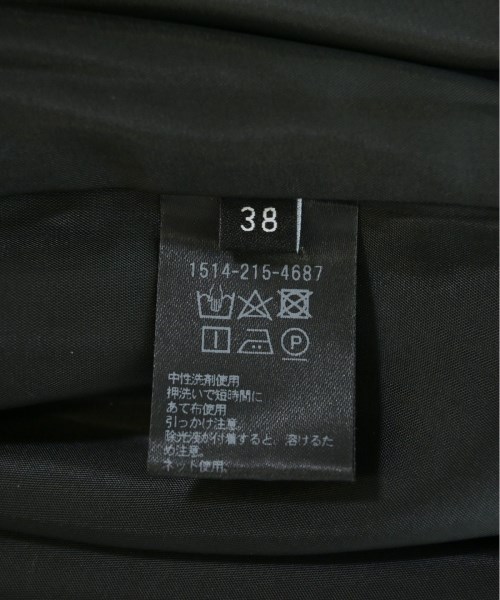 38
1514-215-4687
P
中性洗剤使用
押洗いで短時間に
あて布使用
引っかけ注意.
除光液が付着すると、溶けるた
め注意.
ネット使用.